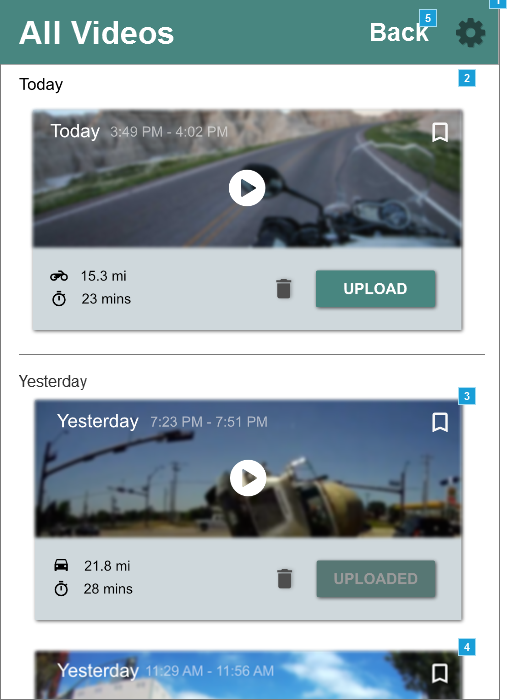 1
All Videos Back 5
2
Today
Today 3:49 PM - 4:02 PM
15.3 mi
23 mins UPLOAD
Yesterday
3
Yesterday 7:23 PM - 7:51 PM
21.8 mi
28 mins UPLOADED
4
Yesterday 11:29 AM - 11:56 AM